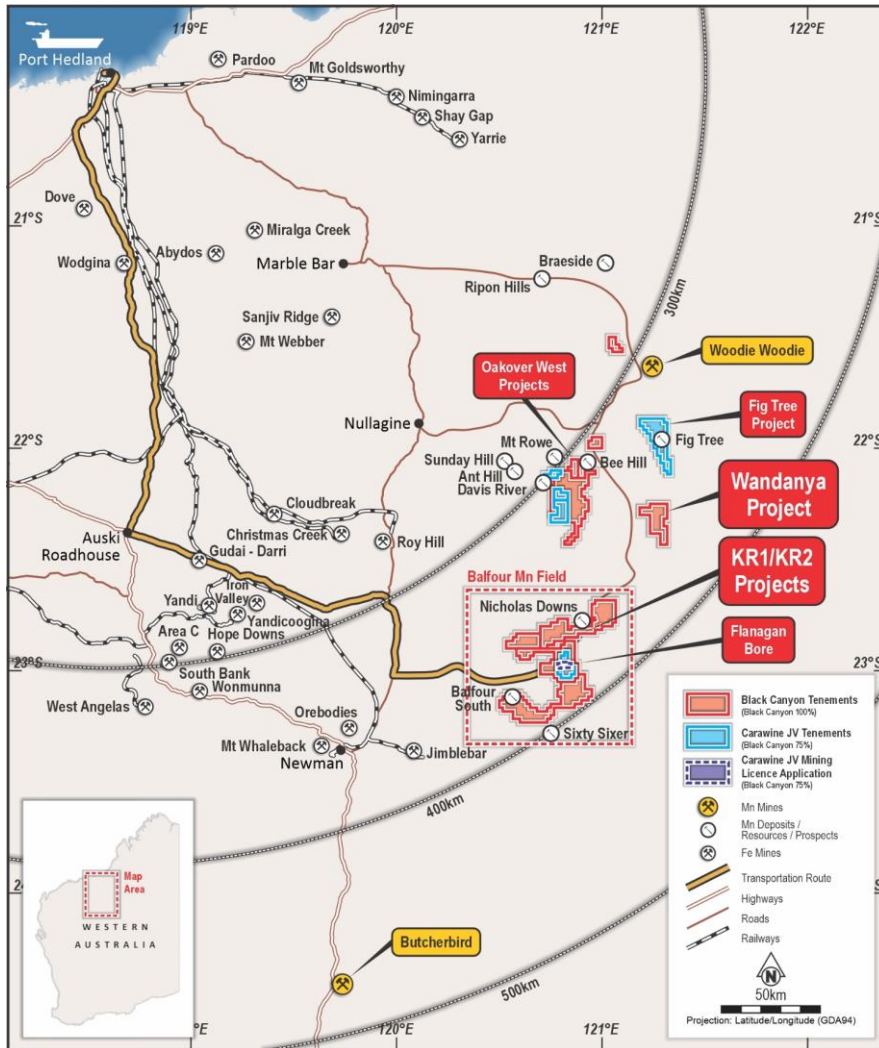 119°E
120°E
121°E
122°E
Port Hedland
Pardoo
Mt Goldsworthy
Nimingarra
Shay Gap
Yarrie
Dove
21°S
21°S
Miralga Creek
Abydos
Wodgina
Marble Bar
Braeside
Ripon Hills
300km
Sanjiv Ridge
Mt Webber
Woodie Woodie
Oakover West
Projects
Fig Tree
Project
Nullagine
22°S
22°S
Mt Rowe
Fig Tree
Sunday Hill
Bee Hill
Ant Hill
Davis River
Wandanya
Project
Cloudbreak
Christmas Creek
Roy Hill
Auski
Roadhouse
Gudai - Darri
KR1/KR2
Projects
Balfour Mn Field
Iron
Valley
Yandi
Yandicoogina
Nicholas Downs
Area C
Hope Downs
Flanagan
Bore
23°S
23°S
South Bank
Wonmunna
West Angelas
Balfour
South
Orebodies
Sixty Sixer
Mt Whaleback
Newman
Jimblebar
400km
Black Canyon Tenements
(Black Canyon 100%)
Carawine JV Tenements
(Black Canyon 75%)
Carawine JV Mining
Licence Application
(Black Canyon 75%)
Mn Mines
Mn Deposits /
Resources / Prospects
Fe Mines
Transportation Route
Highways
Roads
Railways
N
50km
Projection: Latitude/Longitude (GDA94)
24
Map
Area
WESTERN
AUSTRALIA
Butcherbird
500km
119°E
120°E
121°E